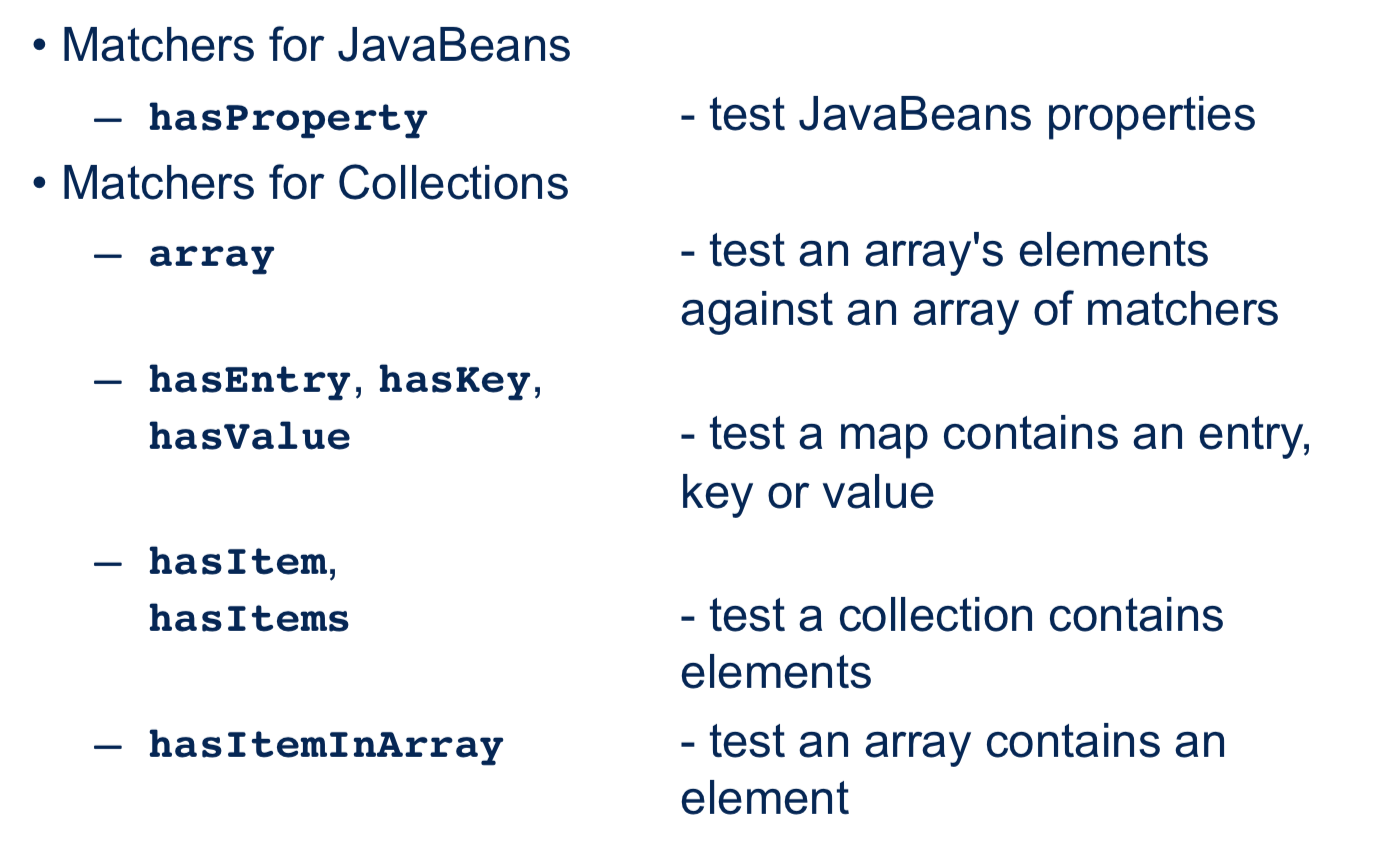 • Matchers for JavaBeans
– hasProperty - test JavaBeans properties
• Matchers for Collections
– array - test an array's elements
against an array of matchers
– hasEntry, hasKey,
hasValue - test a map contains an entry,
key or value
– hasItem,
hasItems - test a collection contains
elements
– hasItemInArray - test an array contains an
element